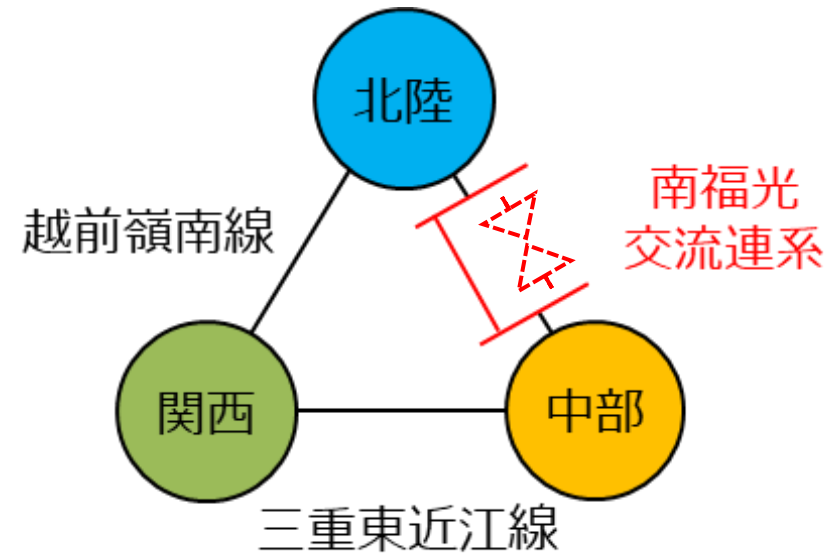 北陸
南福光
交流連系
越前嶺南線
関西
中部
三重東近江線